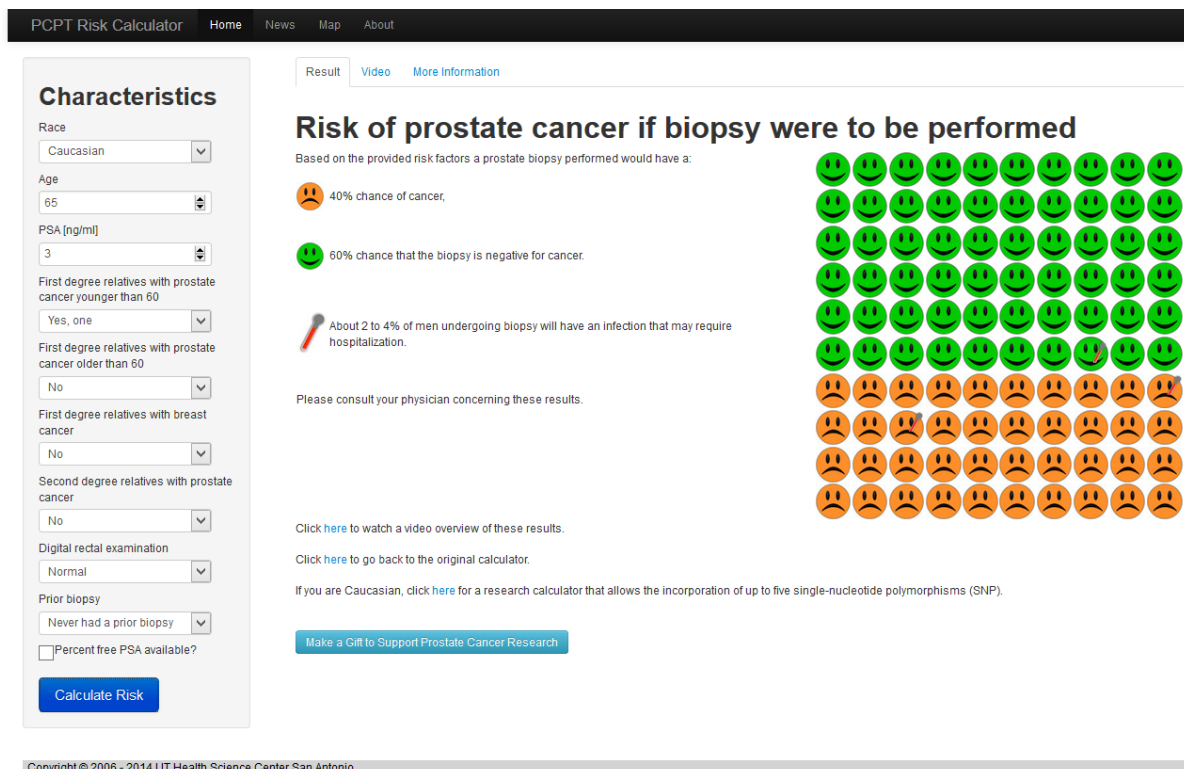 PCPT Risk Calculator Home News Map About
Characteristics
Race
Caucasian
Age
65
PSA [ng/ml]
3
First degree relatives with prostate
cancer younger than 60
Yes, one
First degree relatives with prostate
cancer older than 60
No
First degree relatives with breast
cancer
No
Second degree relatives with prostate
cancer
No
Digital rectal examination
Normal
Prior biopsy
Never had a prior biopsy
Percent free PSA available?
Calculate Risk
Result Video More Information
Risk of prostate cancer if biopsy were to be performed
Based on the provided risk factors a prostate biopsy performed would have a:
40% chance of cancer,
60% chance that the biopsy is negative for cancer.
About 2 to 4% of men undergoing biopsy will have an infection that may require
hospitalization.
Please consult your physician concerning these results.
Click here to watch a video overview of these results.
Click here to go back to the original calculator.
If you are Caucasian, click here for a research calculator that allows the incorporation of up to five single-nucleotide polymorphisms (SNP).
Make a Gift to Support Prostate Cancer Research
Copyright © 2006 - 2014 UT Health Science Center San Antonio